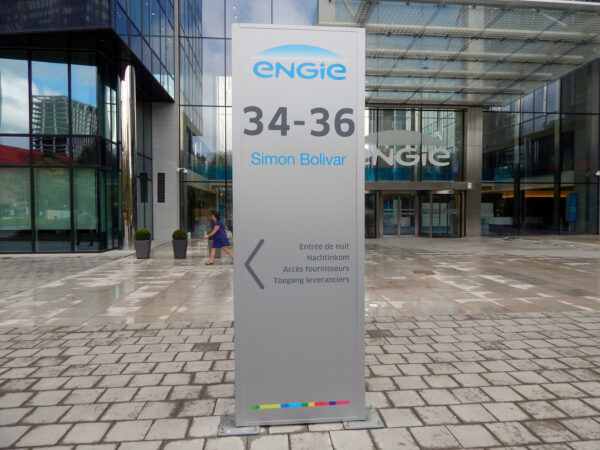 ENGIE
34-36
Simon Bolivar
ENGIE
Entrée de nuit
Nachtinkom
Accès fournisseurs
Toegang leveranciers